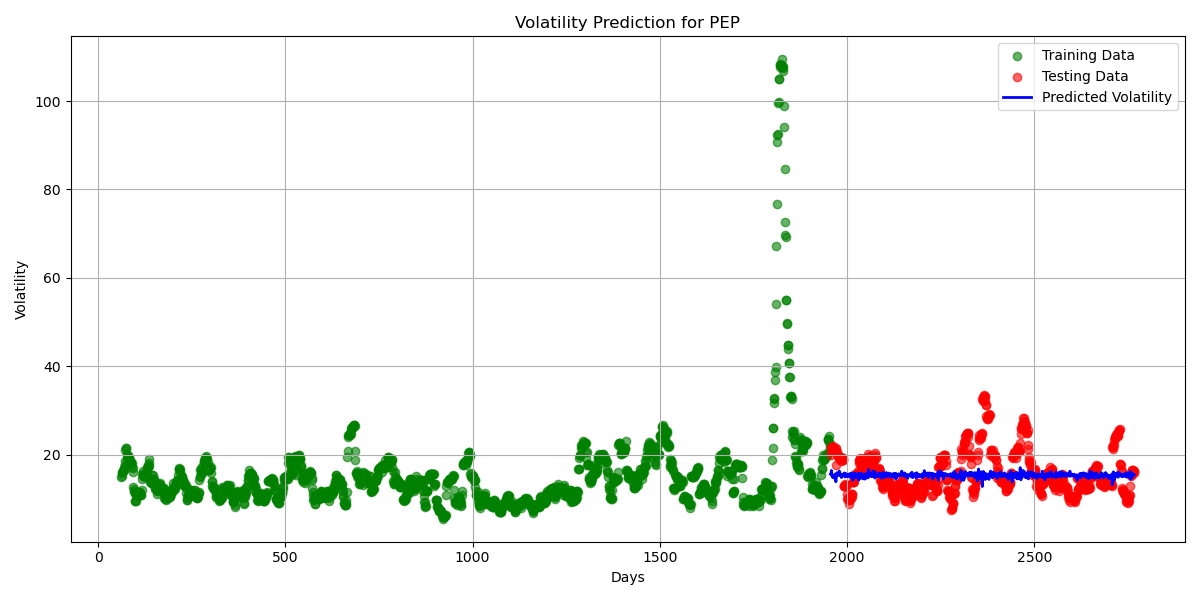 Volatility Prediction for PEP
Training Data
Testing Data
Predicted Volatility
Volatility
100
80
60
40
20
0
500
1000
1500
2000
2500
Days